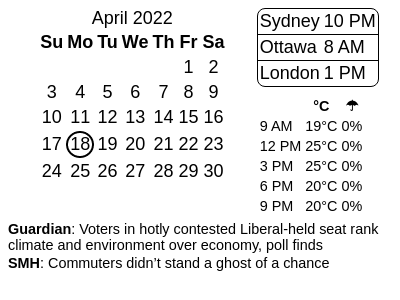 April 2022
Su Mo Tu We Th Fr Sa
1 2
3 4 5 6 7 8 9
10 11 12 13 14 15 16
17 18 19 20 21 22 23
24 25 26 27 28 29 30
Sydney 10 PM
Ottawa 8 AM
London 1 PM
°C ☂
9 AM 19°C 0%
12 PM 25°C 0%
3 PM 25°C 0%
6 PM 20°C 0%
9 PM 20°C 0%
Guardian: Voters in hotly contested Liberal-held seat rank
climate and environment over economy, poll finds
SMH: Commuters didn’t stand a ghost of a chance